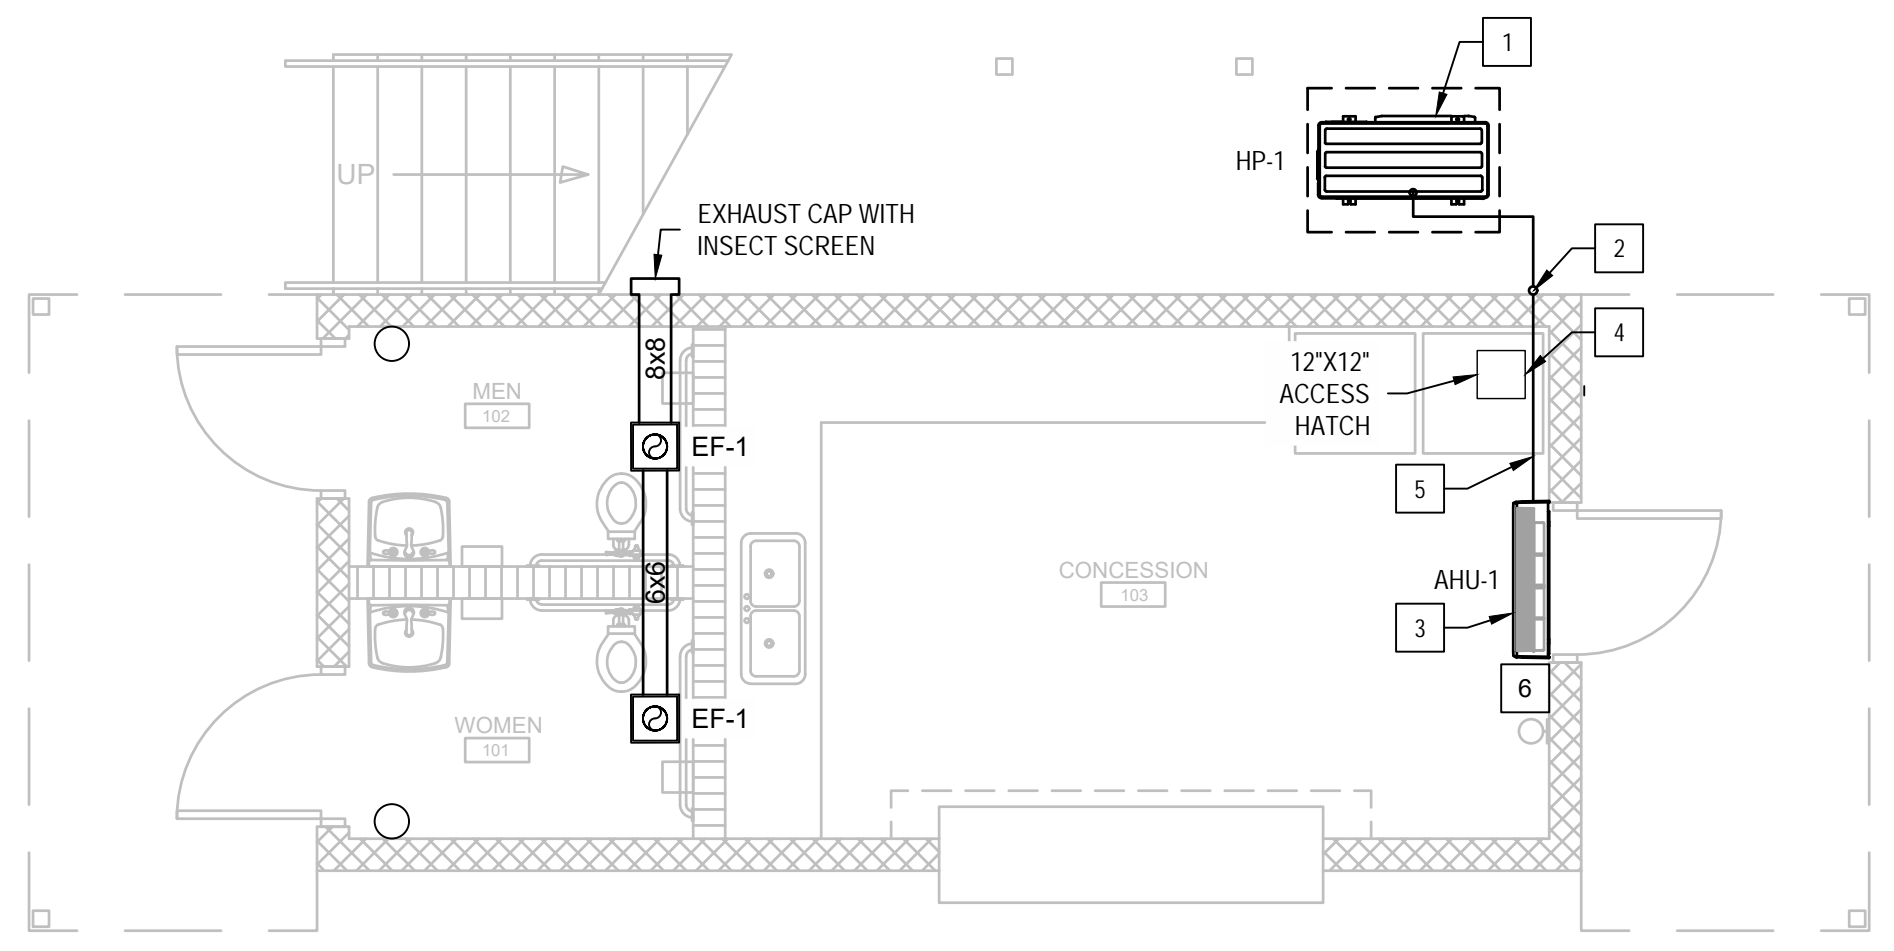 1
HP-1
UP
EXHAUST CAP WITH
INSECT SCREEN
2
4
8x8
12"X12"
ACCESS
HATCH
MEN
102
EF-1
5
6x6
CONCESSION
103
AHU-1
3
6
WOMEN
101
EF-1